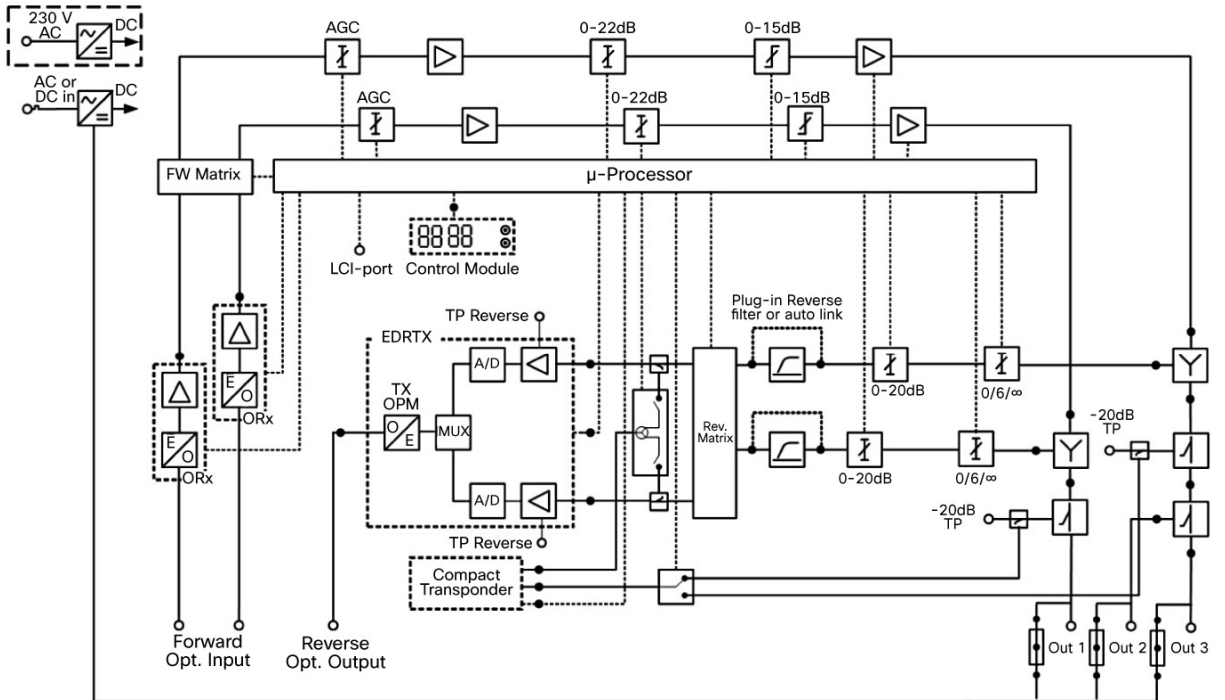 230 V
AC
DC
AC or
DC in
DC
AGC
0-22dB
0-15dB
AGC
0-22dB
0-15dB
FW Matrix
μ-Processor
LCI-port
Control Module
88 88
Plug-in Reverse
filter or auto link
TP Reverse
EDRTX
A/D
TX
OPM
O
E
MUX
A/D
TP Reverse
E
O
ORx
E
O
ORx
Rev.
Matrix
0-20dB
0/6/∞
0-20dB
0/6/∞
-20dB
TP
-20dB
TP
Compact
Transponder
Forward
Opt. Input
Reverse
Opt. Output
Out 1
Out 2
Out 3